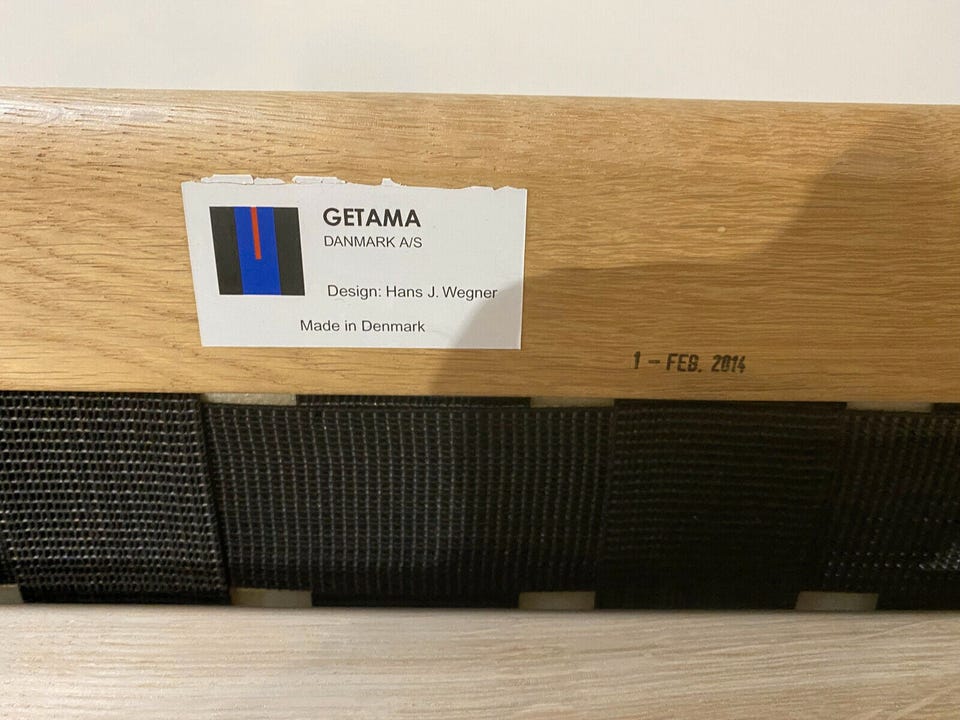 GETAMA
DANMARK A/S
Design: Hans J. Wegner
Made in Denmark
1 - FEB. 2014